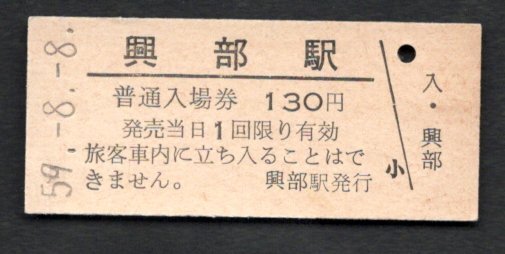 興部駅
普通入場券 130円
発売当日1回限り有効
旅客車内に立ち入ることはで
きません。 興部駅発行
59.-8.-8.
小
入・興部